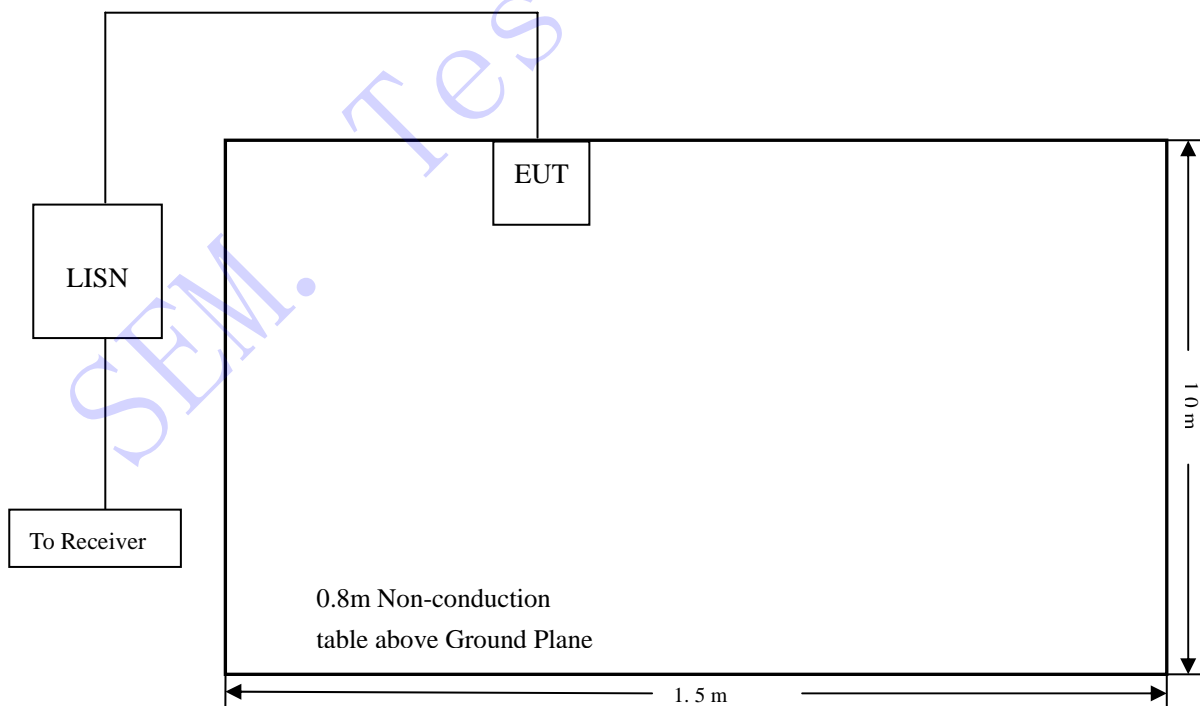 SEM. Tes
EUT
LISN
To Receiver
0.8m Non-conduction
table above Ground Plane
1. 5 m
1 0 m